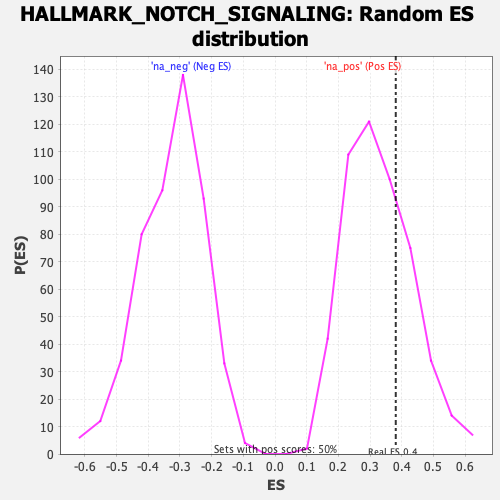 HALLMARK_NOTCH_SIGNALING: Random ES
distribution
'na_neg' (Neg ES)
'na_pos' (Pos ES)
140
130
120
110
100
90
80
70
60
50
40
30
20
10
0
P(ES)
Sets with pos scores: 50%
Real ES 0.4
-0.6 -0.5 -0.4 -0.3 -0.2 -0.1 0.0 0.1 0.2 0.3 0.4 0.5 0.6
ES